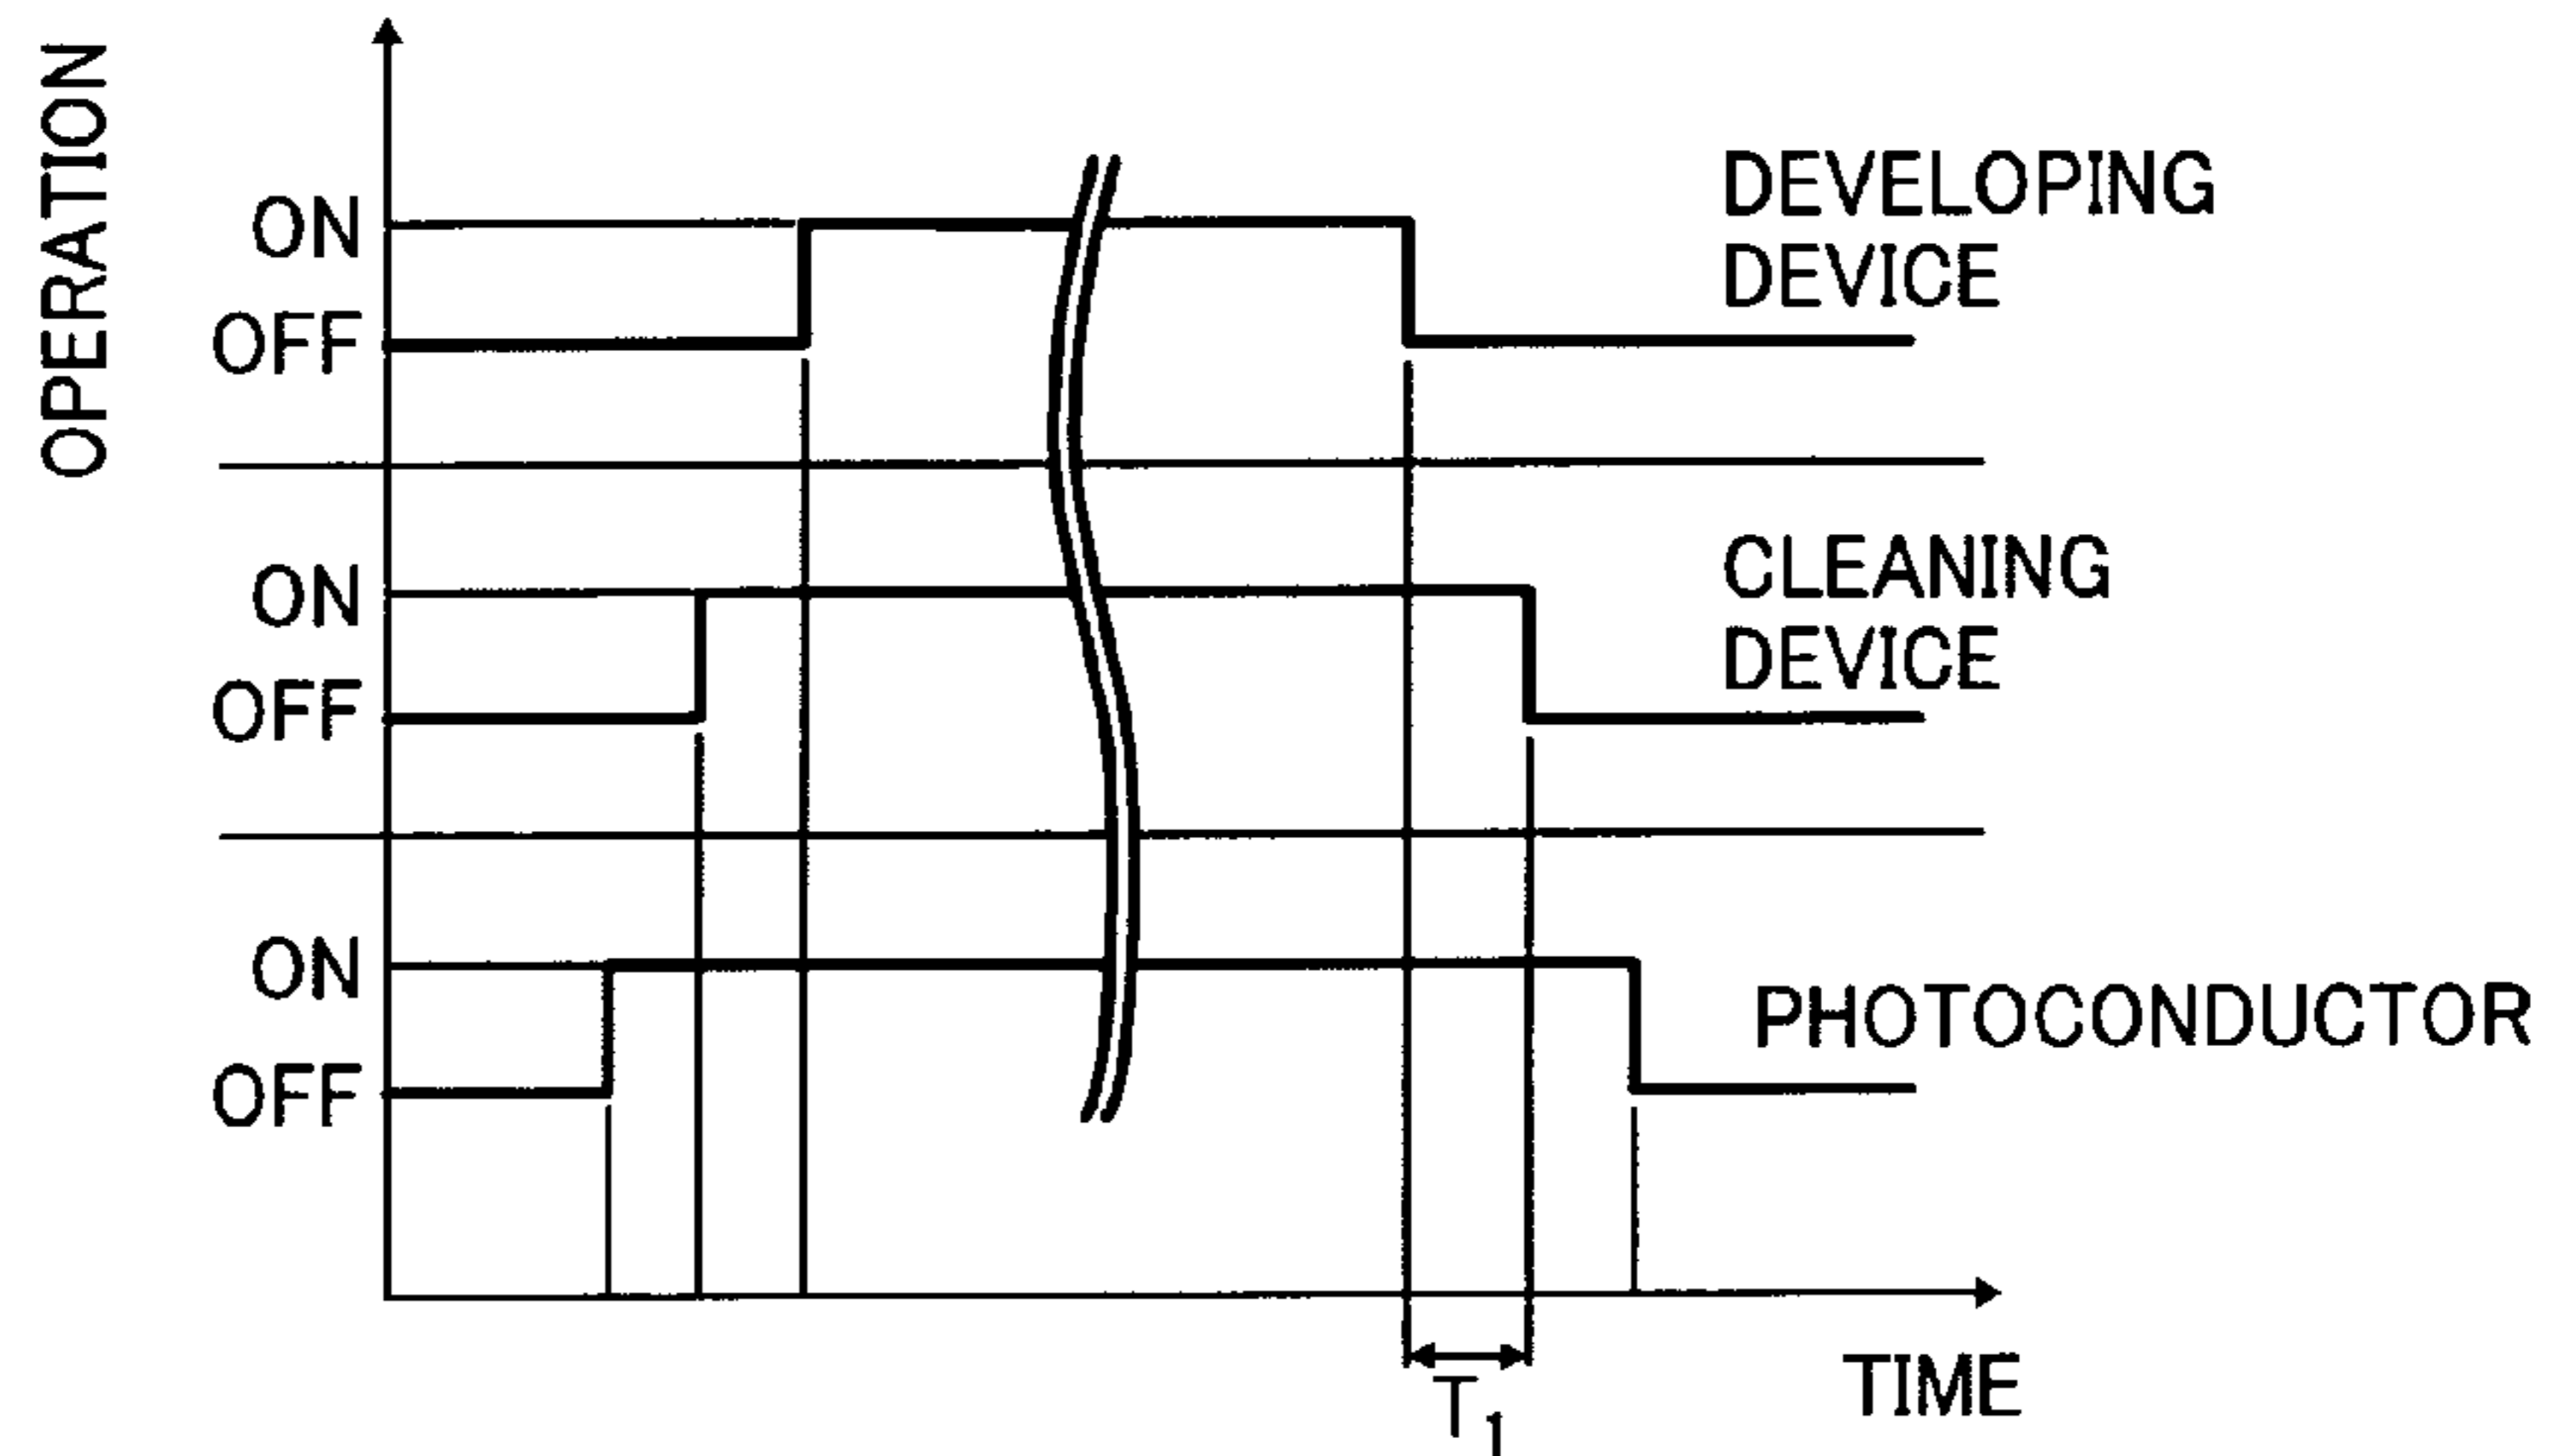 OPERATION
ON
OFF
DEVELOPING
DEVICE
ON
OFF
CLEANING
DEVICE
ON
OFF
PHOTOCONDUCTOR
T1
TIME